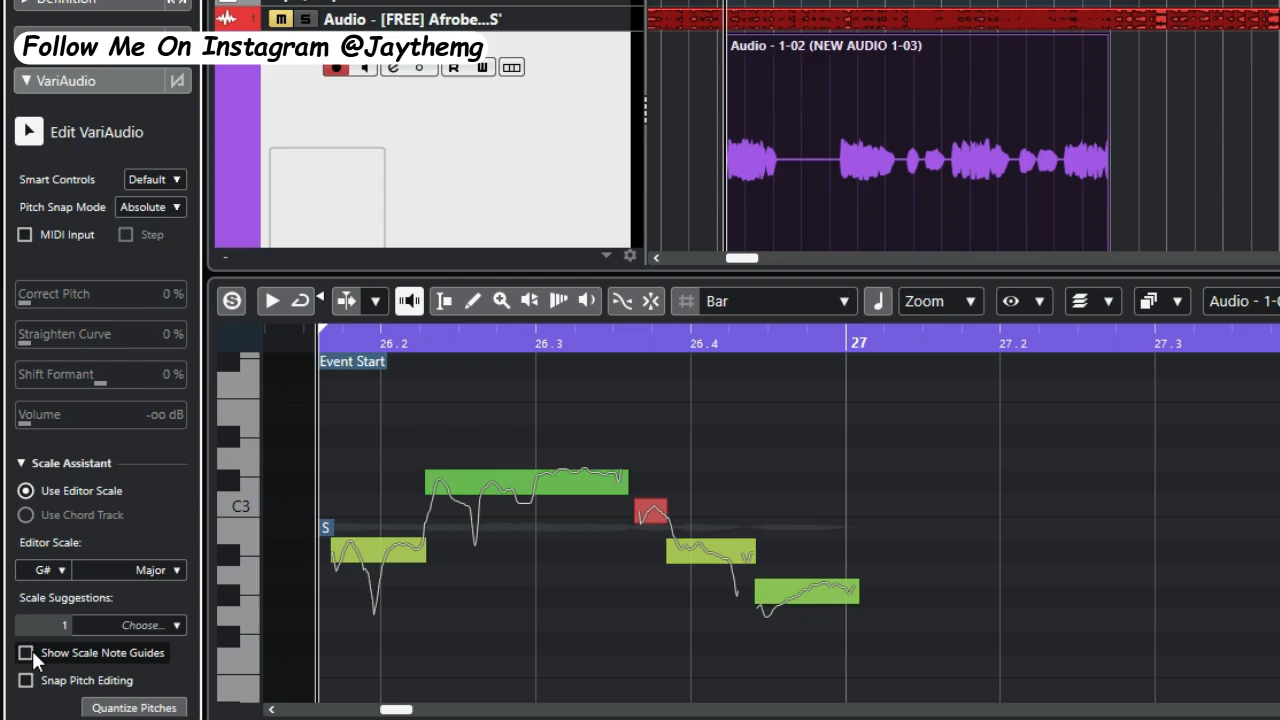 Definition
1 m S Audio - [FREE] Afrobe...S'
Follow Me On Instagram @Jaythemg
R
Audio - 1-02 (NEW AUDIO 1-03)
VariAudio
Edit VariAudio
Smart Controls Default
Pitch Snap Mode Absolute
MIDI Input Step
Correct Pitch 0 %
Straighten Curve 0 %
Shift Formant 0 %
Volume -oo dB
Scale Assistant
Use Editor Scale
Use Chord Track
Editor Scale:
G# Major
Scale Suggestions:
1 Choose...
Show Scale Note Guides
Snap Pitch Editing
Quantize Pitches
S Bar Zoom
26.2 26.3 26.4 27 27.2 27.3
Event Start
C3
S